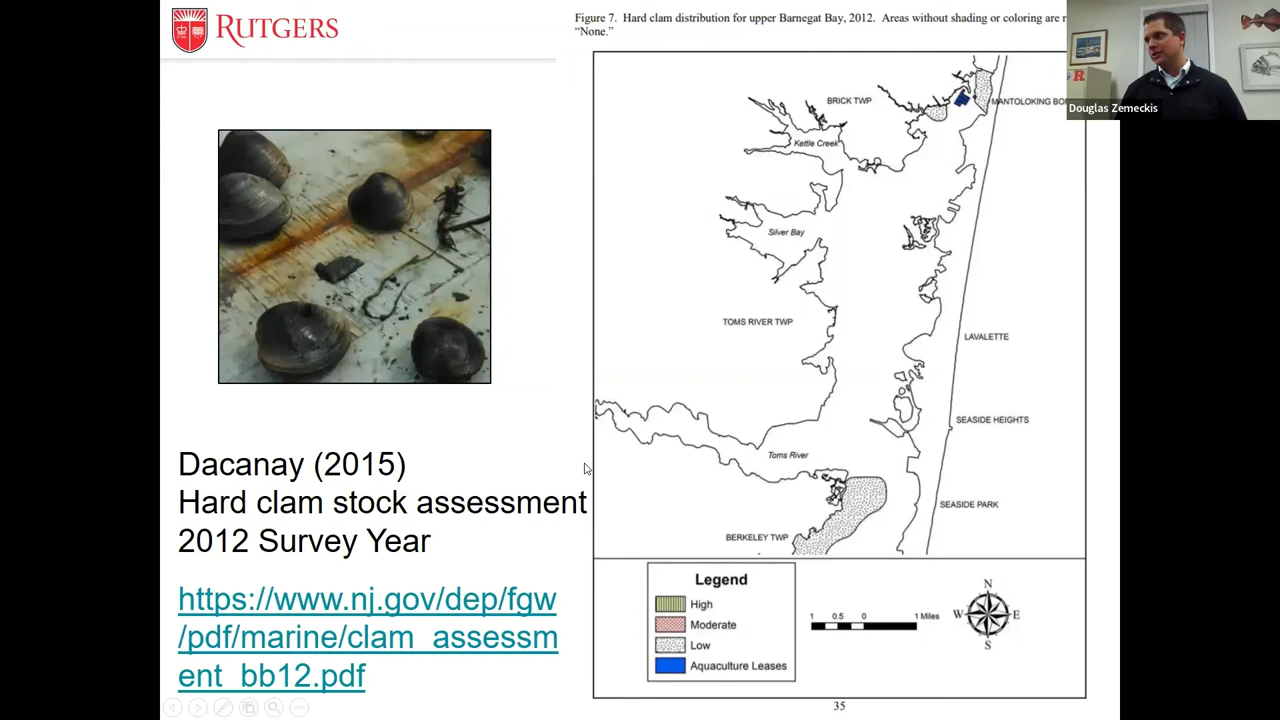 RUTGERS
Figure 7. Hard clam distribution for upper Barnegat Bay, 2012. Areas without shading or coloring are
"None."
Douglas Zemeckis
R
BRICK TWP
MANTOLOKING
Kettle Creek
Silver Bay
TOMS RIVER TWP
LAVALETTE
SEASIDE HEIGHTS
Toms River
SEASIDE PARK
BERKELEY TWP
Dacanay (2015)
Hard clam stock assessment
2012 Survey Year
https://www.nj.gov/dep/fgw
/pdf/marine/clam_assessm
ent_bb12.pdf
Legend
High
Moderate
Low
Aquaculture Leases
1 0.5 0 1 Miles
N
W E
S
35